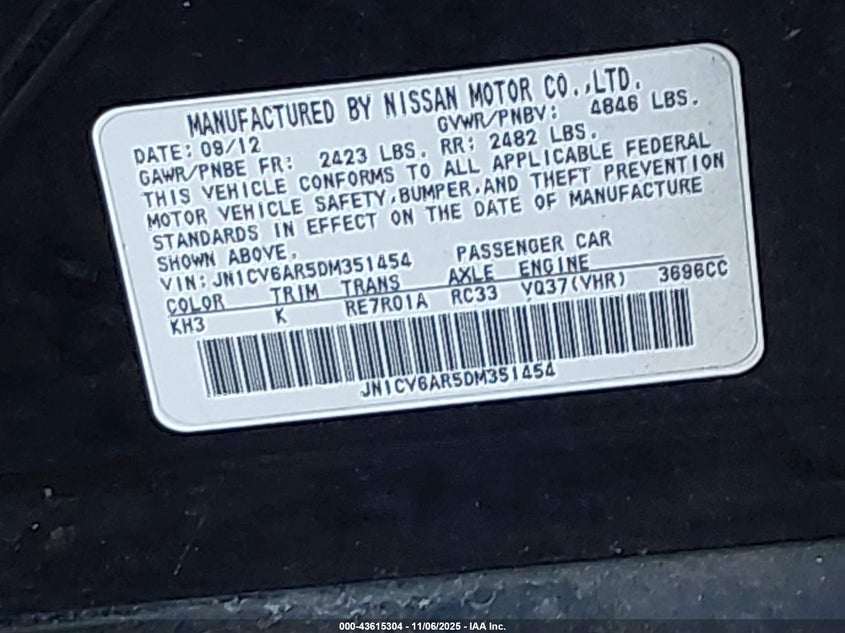 MANUFACTURED BY NISSAN MOTOR CO.,LTD.
DATE: 09/12 GVWR/PNBV: 4846 LBS.
GAWR/PNBE FR: 2423 LBS. RR: 2482 LBS.
THIS VEHICLE CONFORMS TO ALL APPLICABLE FEDERAL
MOTOR VEHICLE SAFETY,BUMPER,AND THEFT PREVENTION
STANDARDS IN EFFECT ON THE DATE OF MANUFACTURE
SHOWN ABOVE.
VIN: JN1CV6AR5DM351454 PASSENGER CAR
COLOR TRIM TRANS AXLE ENGINE
KH3 K RE7R01A RC33 VQ37(VHR) 3696CC
JN1CV6AR5DM351454
000-43615304 - 11/06/2025 - IAA Inc.